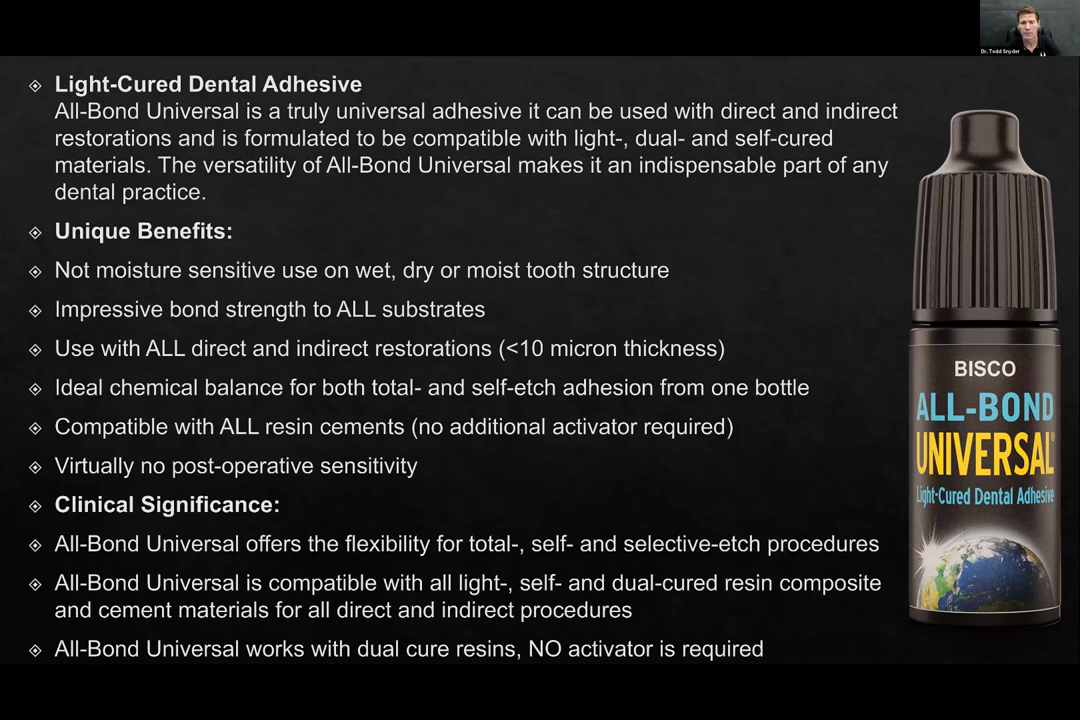 Dr. Todd Snyder
Light-Cured Dental Adhesive
All-Bond Universal is a truly universal adhesive it can be used with direct and indirect
restorations and is formulated to be compatible with light-, dual- and self-cured
materials. The versatility of All-Bond Universal makes it an indispensable part of any
dental practice.
Unique Benefits:
Not moisture sensitive use on wet, dry or moist tooth structure
Impressive bond strength to ALL substrates
Use with ALL direct and indirect restorations (<10 micron thickness)
Ideal chemical balance for both total- and self-etch adhesion from one bottle
Compatible with ALL resin cements (no additional activator required)
Virtually no post-operative sensitivity
Clinical Significance:
All-Bond Universal offers the flexibility for total-, self- and selective-etch procedures
All-Bond Universal is compatible with all light-, self- and dual-cured resin composite
and cement materials for all direct and indirect procedures
All-Bond Universal works with dual cure resins, NO activator is required
BISCO
ALL-BOND
UNIVERSAL®
Light-Cured Dental Adhesive